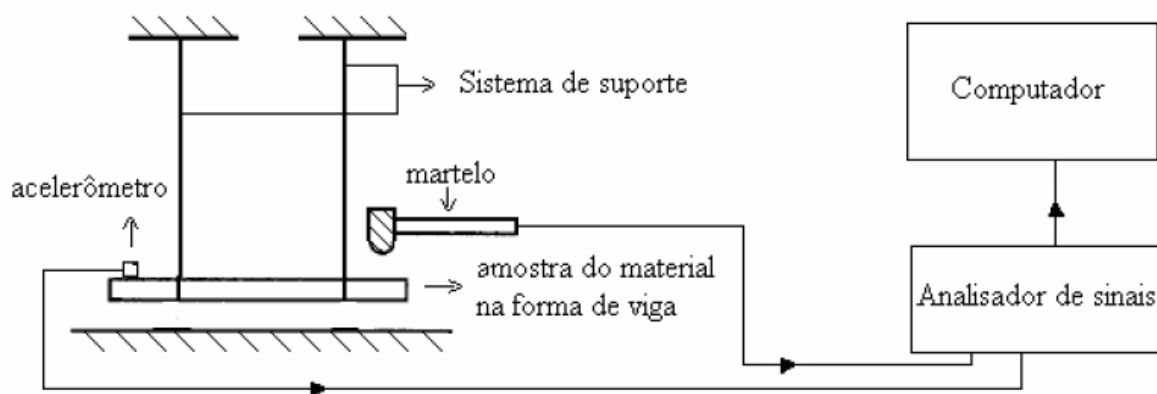 Sistema de suporte
Computador
acelerômetro
martelo
amostra do material
na forma de viga
Analisador de sinais